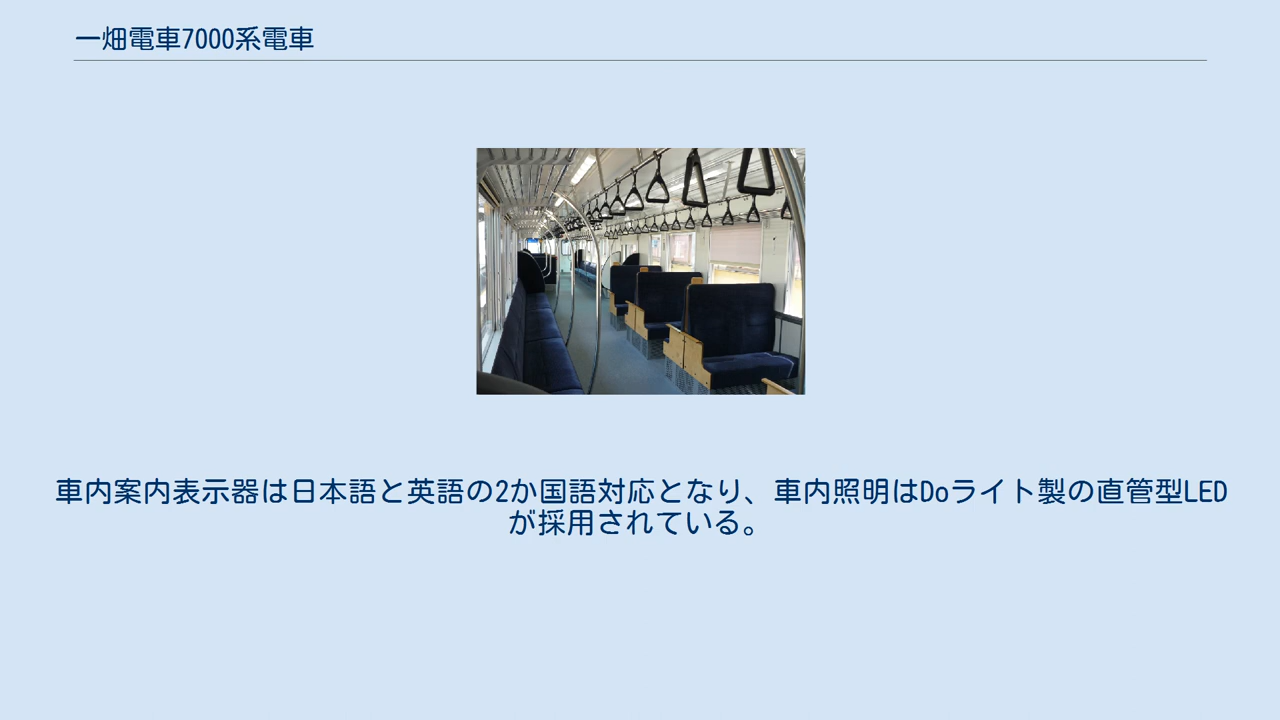 一畑電車7000系電車
車内案内表示器は日本語と英語の2か国語対応となり、車内照明はDoライト製の直管型LED
が採用されている。